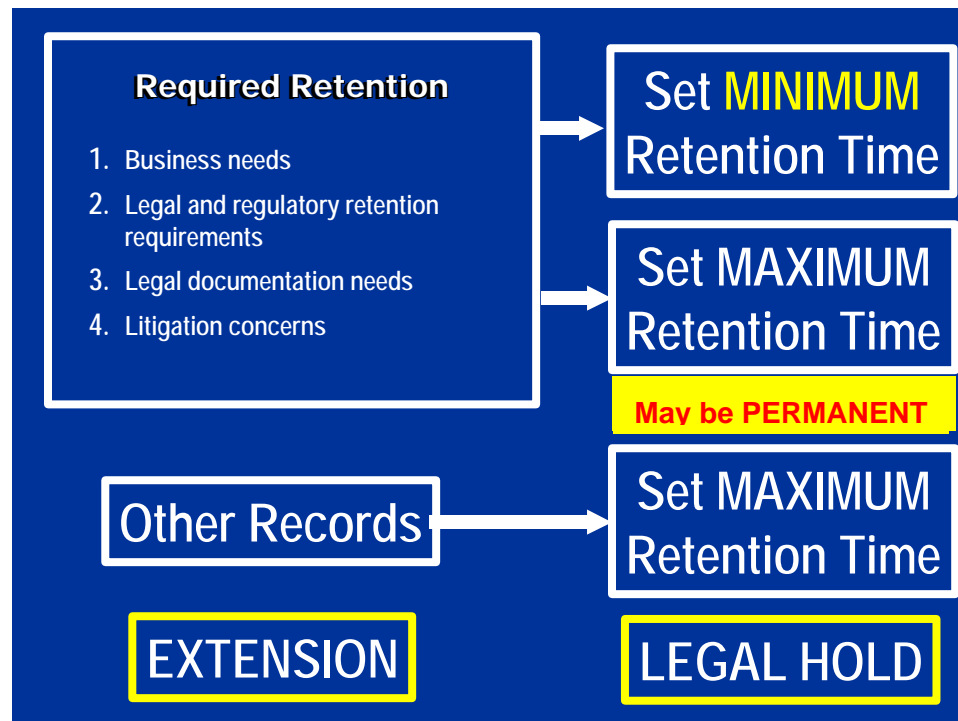 Required Retention
1. Business needs
2. Legal and regulatory retention
requirements
3. Legal documentation needs
4. Litigation concerns
Set MINIMUM
Retention Time
Set MAXIMUM
Retention Time
May be PERMANENT
Other Records
Set MAXIMUM
Retention Time
EXTENSION
LEGAL HOLD